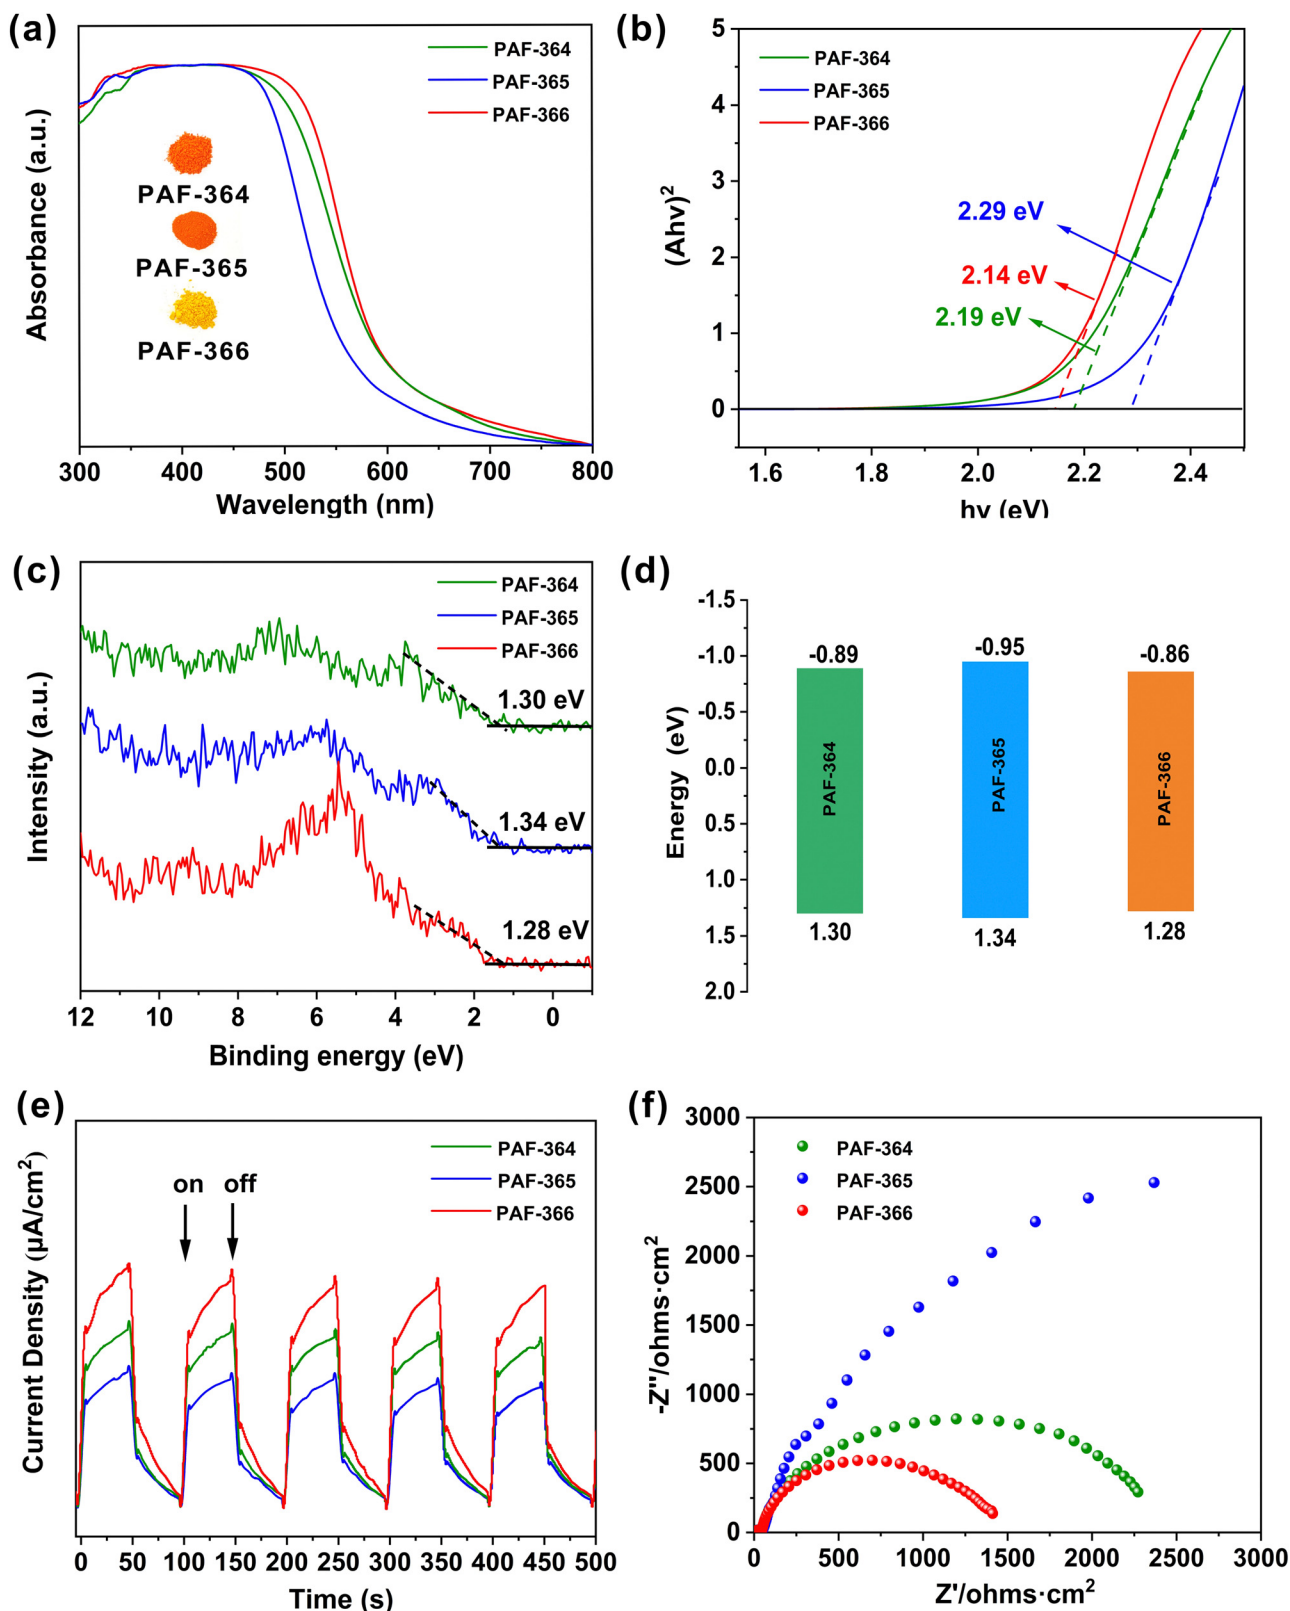 (a)
PAF-364
PAF-365
PAF-366
PAF-364
PAF-365
PAF-366
Absorbance (a.u.)
300 400 500 600 700 800
Wavelength (nm)
(b)
5
4
3
2
1
0
PAF-364
PAF-365
PAF-366
2.29 eV
2.14 eV
2.19 eV
(Ahν)²
1.6 1.8 2.0 2.2 2.4
hν (eV)
(c)
PAF-364
PAF-365
PAF-366
1.30 eV
1.34 eV
1.28 eV
Intensity (a.u.)
12 10 8 6 4 2 0
Binding energy (eV)
(d)
-1.5
-1.0
-0.5
0.0
0.5
1.0
1.5
2.0
Energy (eV)
-0.89 -0.95 -0.86
PAF-364
PAF-365
PAF-366
1.30 1.34 1.28
(e)
PAF-364
PAF-365
PAF-366
on off
Current Density (μA/cm²)
0 50 100 150 200 250 300 350 400 450 500
Time (s)
(f)
3000
2500
2000
1500
1000
500
0
PAF-364
PAF-365
PAF-366
-Z''/ohms·cm²
0 500 1000 1500 2000 2500 3000
Z'/ohms·cm²